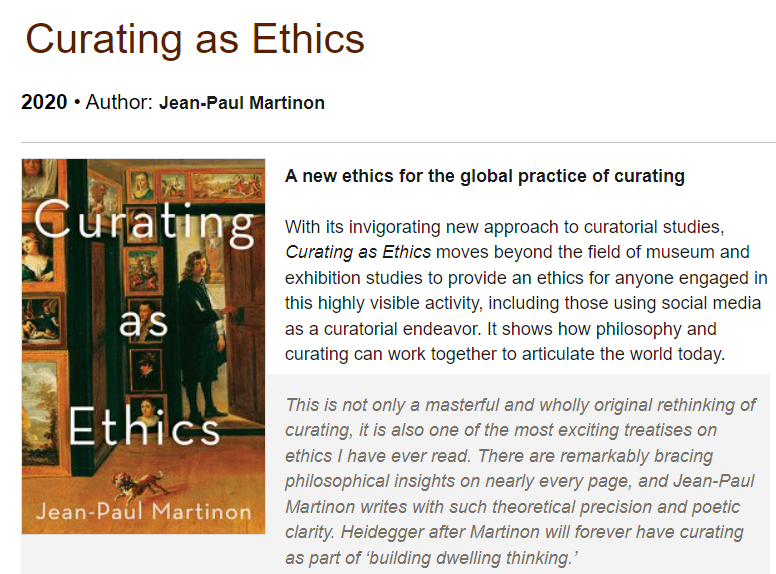 Curating as Ethics
2020 • Author: Jean-Paul Martinon
Curating
as
Ethics
Jean-Paul Martinon
A new ethics for the global practice of curating
With its invigorating new approach to curatorial studies,
Curating as Ethics moves beyond the field of museum and
exhibition studies to provide an ethics for anyone engaged in
this highly visible activity, including those using social media
as a curatorial endeavor. It shows how philosophy and
curating can work together to articulate the world today.
This is not only a masterful and wholly original rethinking of
curating, it is also one of the most exciting treatises on
ethics I have ever read. There are remarkably bracing
philosophical insights on nearly every page, and Jean-Paul
Martinon writes with such theoretical precision and poetic
clarity. Heidegger after Martinon will forever have curating
as part of ‘building dwelling thinking.’